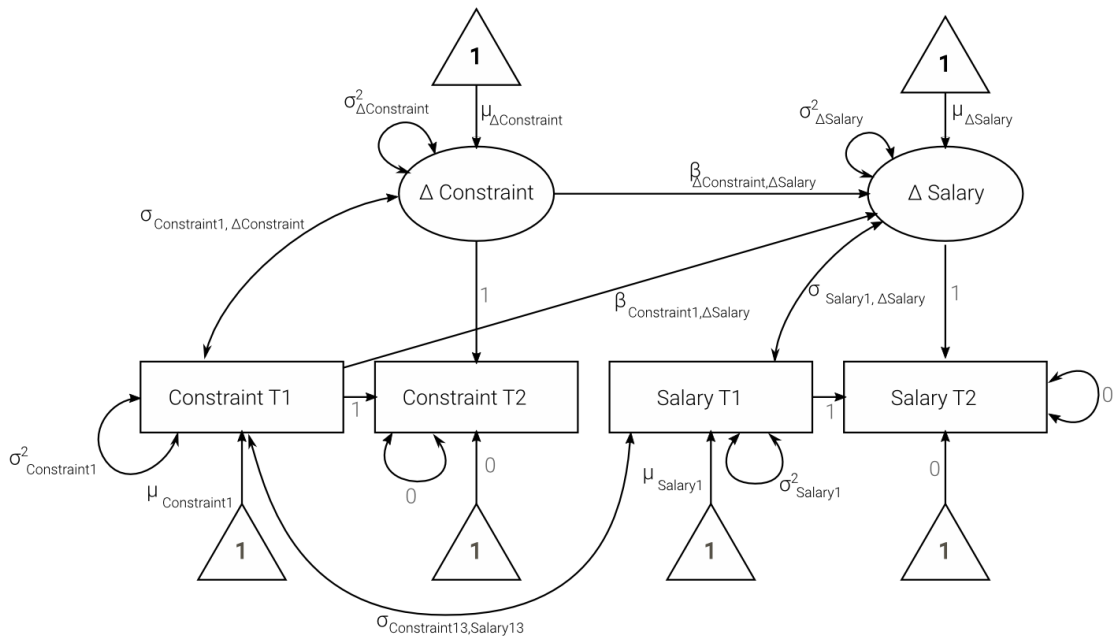 1
1
σ²ΔConstraint
μΔConstraint
σ²ΔSalary
μΔSalary
Δ Constraint
βΔConstraint,ΔSalary
Δ Salary
σConstraint1, ΔConstraint
1
βConstraint1,ΔSalary
σSalary1, ΔSalary
1
Constraint T1
1
Constraint T2
Salary T1
1
Salary T2
0
σ²Constraint1
μConstraint1
0
0
μSalary1
σ²Salary1
0
1
1
1
1
σConstraint13,Salary13